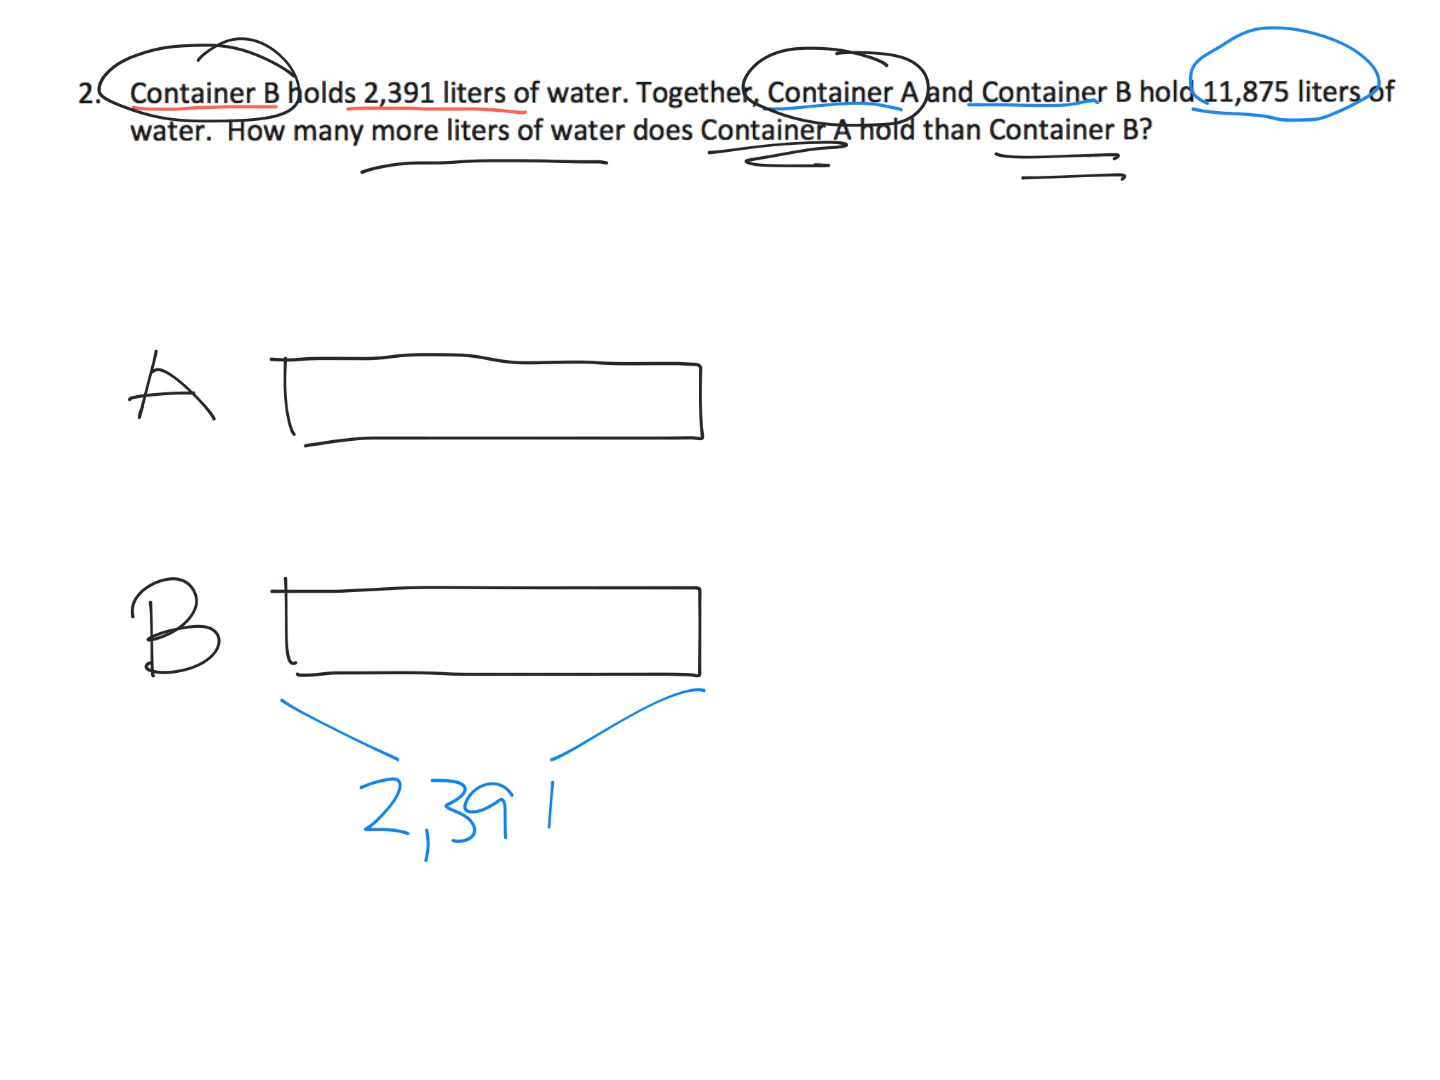 2. Container B holds 2,391 liters of water. Together, Container A and Container B hold 11,875 liters of
water. How many more liters of water does Container A hold than Container B?
A
B
2,391